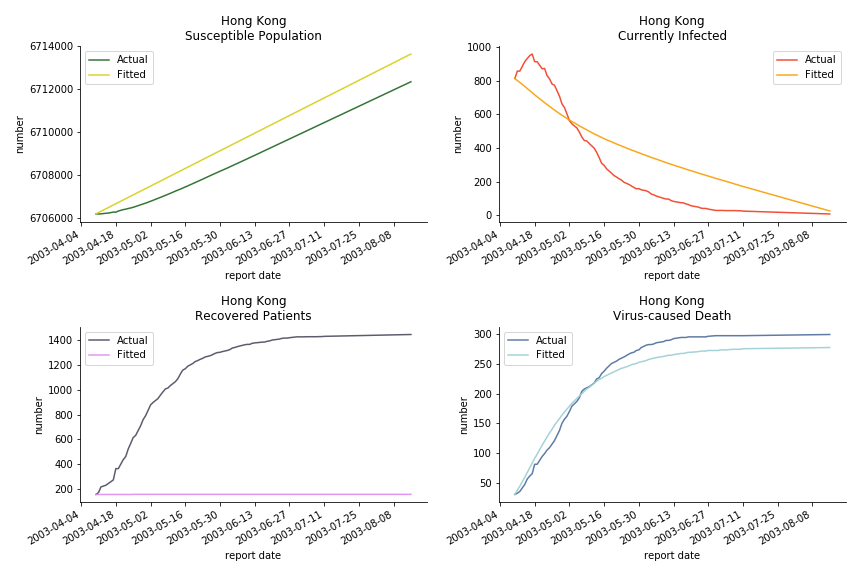 Hong Kong
Susceptible Population
6714000
6712000
6710000
6708000
6706000
number
Actual
Fitted
2003-04-04
2003-04-18
2003-05-02
2003-05-16
2003-05-30
2003-06-13
2003-06-27
2003-07-11
2003-07-25
2003-08-08
report date
Hong Kong
Currently Infected
1000
800
600
400
200
0
number
Actual
Fitted
2003-04-04
2003-04-18
2003-05-02
2003-05-16
2003-05-30
2003-06-13
2003-06-27
2003-07-11
2003-07-25
2003-08-08
report date
Hong Kong
Recovered Patients
1400
1200
1000
800
600
400
200
number
Actual
Fitted
2003-04-04
2003-04-18
2003-05-02
2003-05-16
2003-05-30
2003-06-13
2003-06-27
2003-07-11
2003-07-25
2003-08-08
report date
Hong Kong
Virus-caused Death
300
250
200
150
100
50
number
Actual
Fitted
2003-04-04
2003-04-18
2003-05-02
2003-05-16
2003-05-30
2003-06-13
2003-06-27
2003-07-11
2003-07-25
2003-08-08
report date